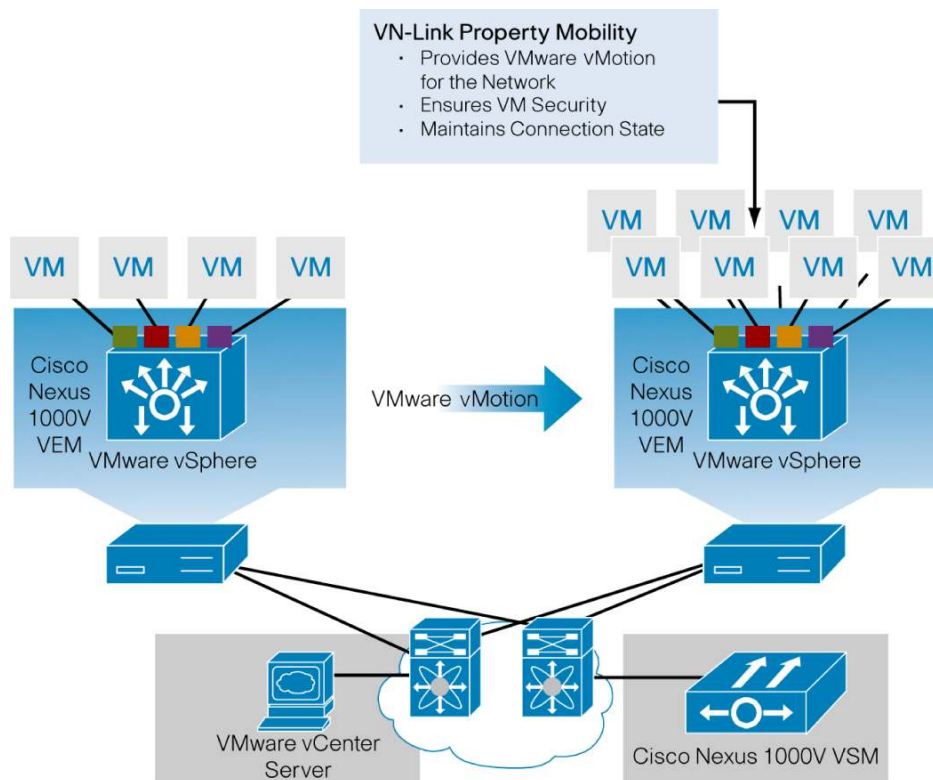 VN-Link Property Mobility
· Provides VMware vMotion
for the Network
· Ensures VM Security
· Maintains Connection State
VM
VM
VM
VM
VM
VM
VM
VM
VM
VM
VM
VM
Cisco
Nexus
1000V
VEM
VMware vSphere
VMware vMotion
Cisco
Nexus
1000V
VEM
VMware vSphere
VMware vCenter
Server
Cisco Nexus 1000V VSM